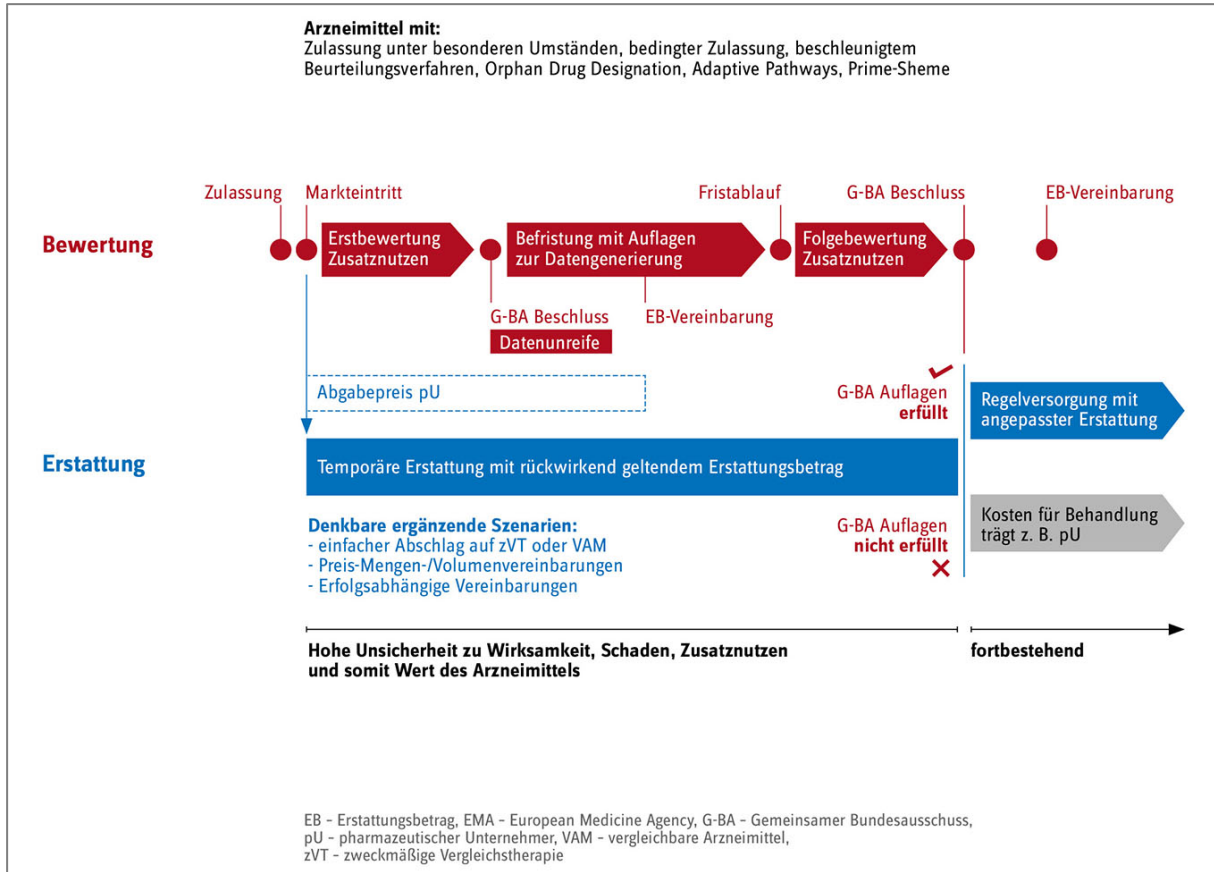 Arzneimittel mit:
Zulassung unter besonderen Umständen, bedingter Zulassung, beschleunigtem
Beurteilungsverfahren, Orphan Drug Designation, Adaptive Pathways, Prime-Sheme
Zulassung
Markteintritt
Fristablauf
G-BA Beschluss
EB-Vereinbarung
Bewertung
Erstbewertung
Zusatznutzen
Befristung mit Auflagen
zur Datengenerierung
Folgebewertung
Zusatznutzen
G-BA Beschluss
Datenunreife
EB-Vereinbarung
Abgabepreis pU
G-BA Auflagen
erfüllt
Regelversorgung mit
angepasster Erstattung
Erstattung
Temporäre Erstattung mit rückwirkend geltendem Erstattungsbetrag
Denkbare ergänzende Szenarien:
- einfacher Abschlag auf zVT oder VAM
- Preis-Mengen-/Volumenvereinbarungen
- Erfolgsabhängige Vereinbarungen
G-BA Auflagen
nicht erfüllt
Kosten für Behandlung
trägt z. B. pU
Hohe Unsicherheit zu Wirksamkeit, Schaden, Zusatznutzen
und somit Wert des Arzneimittels
fortbestehend
EB – Erstattungsbetrag, EMA – European Medicine Agency, G-BA – Gemeinsamer Bundesausschuss,
pU – pharmazeutischer Unternehmer, VAM – vergleichbare Arzneimittel,
zVT – zweckmäßige Vergleichstherapie